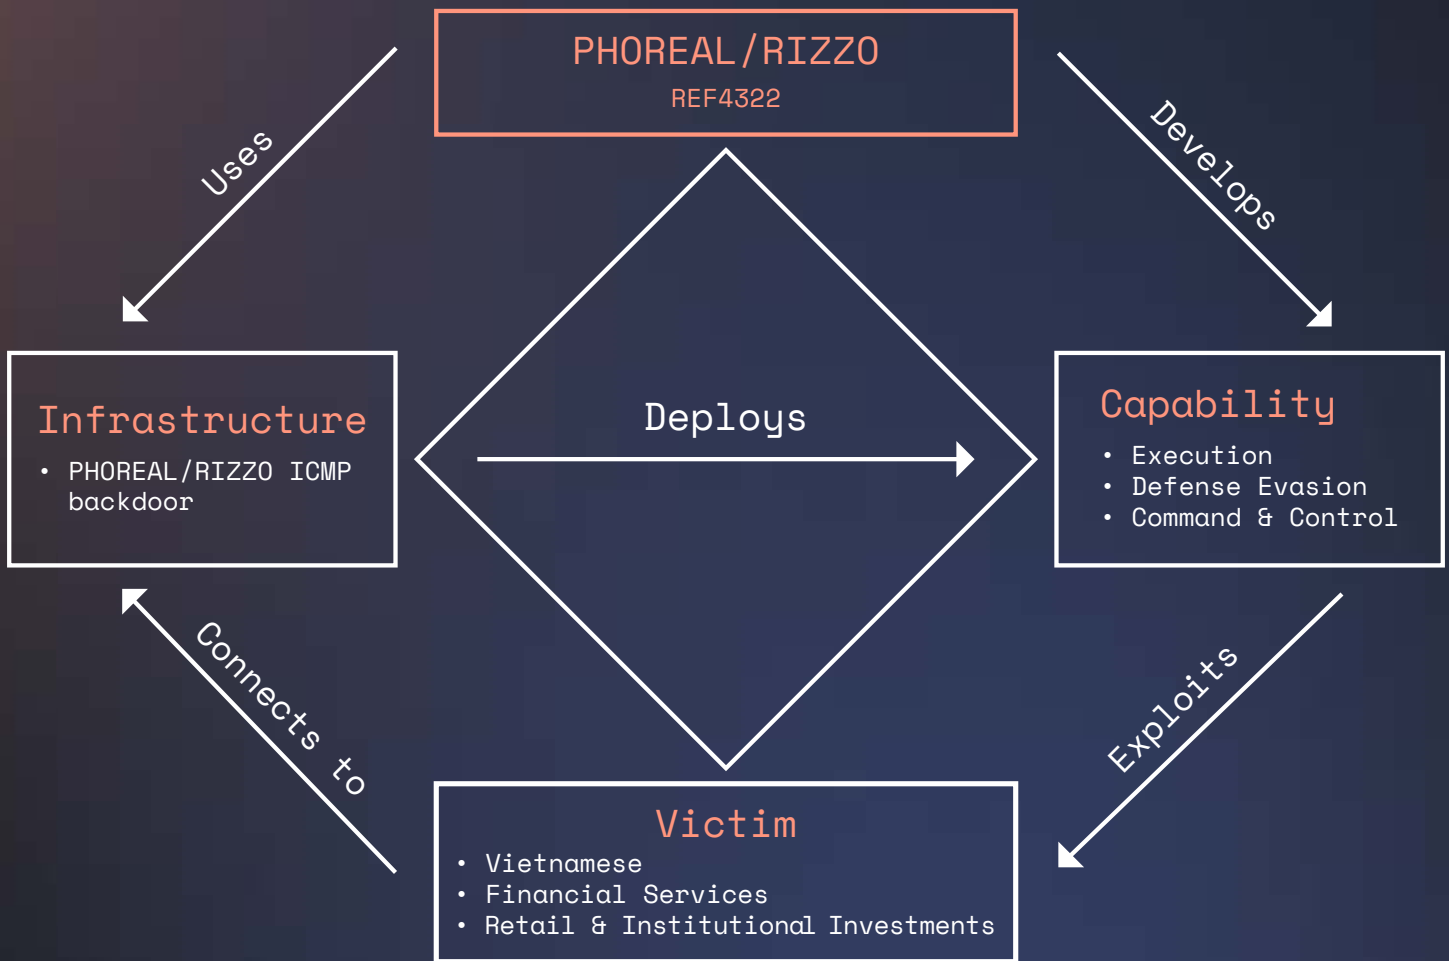 PHOREAL/RIZZO
REF4322
Uses
Develops
Infrastructure
• PHOREAL/RIZZO ICMP
backdoor
Deploys
Capability
• Execution
• Defense Evasion
• Command & Control
Connects to
Exploits
Victim
• Vietnamese
• Financial Services
• Retail & Institutional Investments